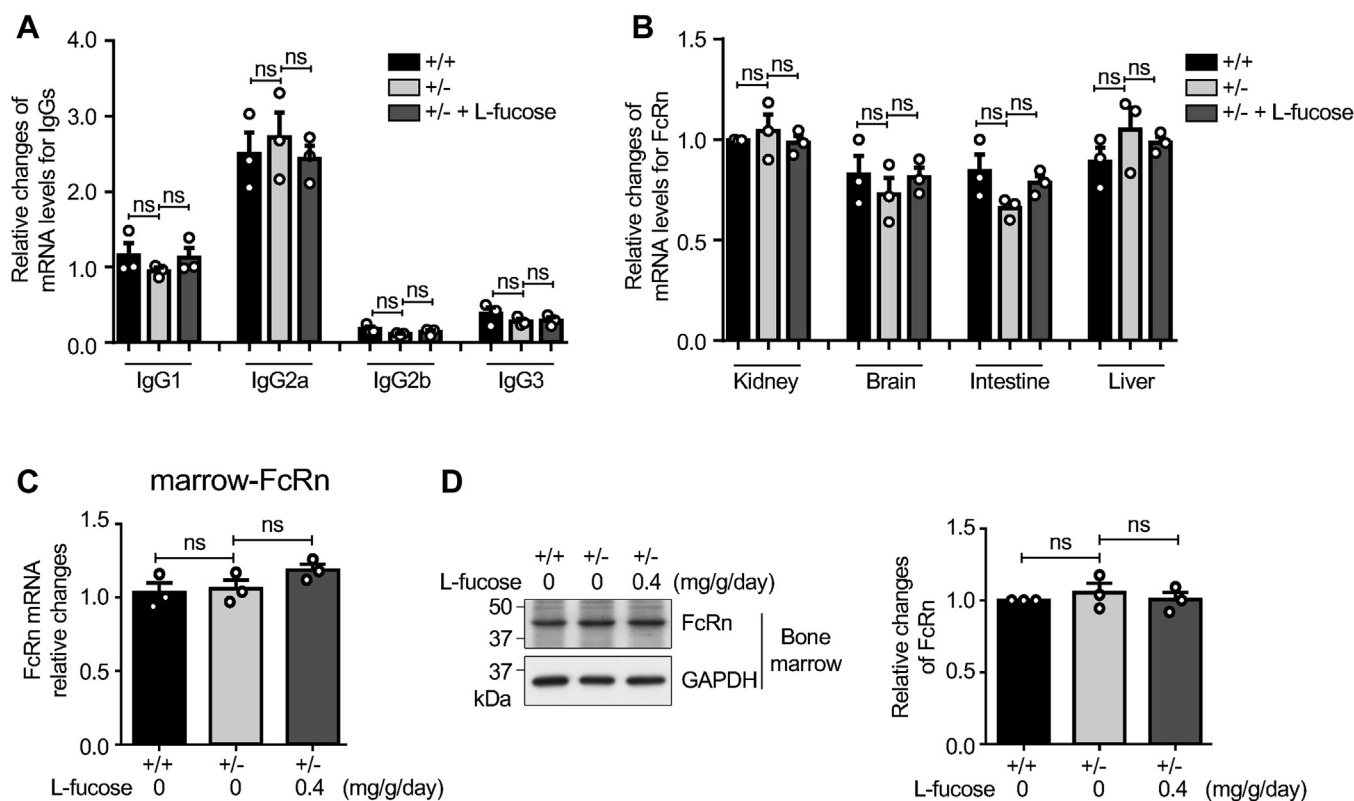 A
Relative changes of
mRNA levels for IgGs
4.0
3.0
2.0
1.0
0.0
ns ns
ns ns
ns ns
ns ns
+/+
+/-
+/- + L-fucose
IgG1 IgG2a IgG2b IgG3
B
Relative changes of
mRNA levels for FcRn
1.5
1.0
0.5
0.0
ns ns
ns ns
ns ns
ns ns
+/+
+/-
+/- + L-fucose
Kidney Brain Intestine Liver
C
marrow-FcRn
FcRn mRNA
relative changes
1.5
1.0
0.5
0.0
ns ns
+/+ +/- +/-
L-fucose 0 0 0.4 (mg/g/day)
D
+/+ +/- +/-
L-fucose 0 0 0.4 (mg/g/day)
50
37
FcRn
37
GAPDH
kDa
Bone
marrow
Relative changes
of FcRn
1.5
1.0
0.5
0.0
ns ns
+/+ +/- +/-
L-fucose 0 0 0.4 (mg/g/day)